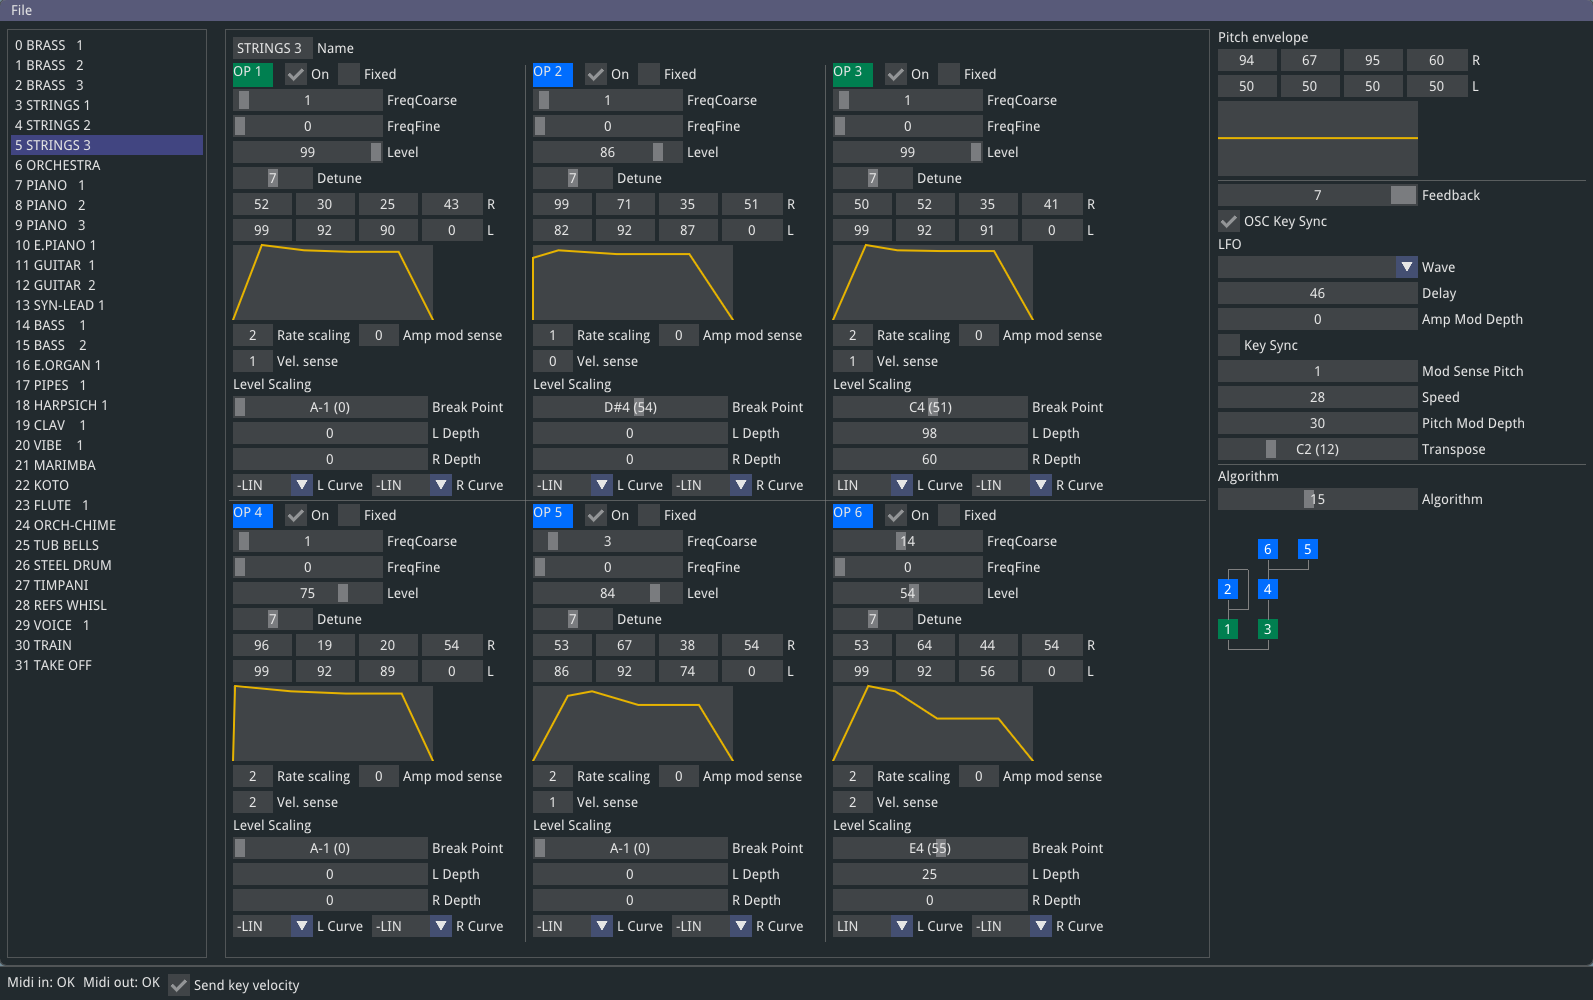 File
0 BRASS   1
1 BRASS   2
2 BRASS   3
3 STRINGS 1
4 STRINGS 2
5 STRINGS 3
6 ORCHESTRA
7 PIANO   1
8 PIANO   2
9 PIANO   3
10 E.PIANO 1
11 GUITAR  1
12 GUITAR  2
13 SYN-LEAD 1
14 BASS    1
15 BASS    2
16 E.ORGAN 1
17 PIPES   1
18 HARPSICH 1
19 CLAV    1
20 VIBE    1
21 MARIMBA
22 KOTO
23 FLUTE   1
24 ORCH-CHIME
25 TUB BELLS
26 STEEL DRUM
27 TIMPANI
28 REFS WHISL
29 VOICE   1
30 TRAIN
31 TAKE OFF
STRINGS 3 Name
OP 1 On Fixed
1 FreqCoarse
0 FreqFine
99 Level
7 Detune
52 30 25 43 R
99 92 90 0 L
2 Rate scaling 0 Amp mod sense
1 Vel. sense
Level Scaling
A-1 (0) Break Point
0 L Depth
0 R Depth
-LIN L Curve -LIN R Curve
OP 2 On Fixed
1 FreqCoarse
0 FreqFine
86 Level
7 Detune
99 71 35 51 R
82 92 87 0 L
1 Rate scaling 0 Amp mod sense
0 Vel. sense
D#4 (54) Break Point
0 L Depth
0 R Depth
-LIN L Curve -LIN R Curve
OP 3 On Fixed
1 FreqCoarse
0 FreqFine
99 Level
7 Detune
50 52 35 41 R
99 92 91 0 L
2 Rate scaling 0 Amp mod sense
1 Vel. sense
Level Scaling
C4 (51) Break Point
98 L Depth
60 R Depth
LIN L Curve -LIN R Curve
OP 4 On Fixed
1 FreqCoarse
0 FreqFine
75 Level
7 Detune
96 19 20 54 R
99 92 89 0 L
2 Rate scaling 0 Amp mod sense
2 Vel. sense
Level Scaling
A-1 (0) Break Point
0 L Depth
0 R Depth
-LIN L Curve -LIN R Curve
OP 5 On Fixed
3 FreqCoarse
0 FreqFine
84 Level
7 Detune
53 67 38 54 R
86 92 74 0 L
2 Rate scaling 0 Amp mod sense
1 Vel. sense
Level Scaling
A-1 (0) Break Point
0 L Depth
0 R Depth
-LIN L Curve -LIN R Curve
OP 6 On Fixed
14 FreqCoarse
0 FreqFine
54 Level
7 Detune
53 64 44 54 R
99 92 56 0 L
2 Rate scaling 0 Amp mod sense
2 Vel. sense
Level Scaling
E4 (55) Break Point
25 L Depth
0 R Depth
LIN L Curve -LIN R Curve
Pitch envelope
94 67 95 60 R
50 50 50 50 L
7 Feedback
OSC Key Sync
LFO
Wave
46 Delay
0 Amp Mod Depth
Key Sync
1 Mod Sense Pitch
28 Speed
30 Pitch Mod Depth
C2 (12) Transpose
Algorithm
15 Algorithm
6 5
2 4
1 3
Midi in: OK Midi out: OK Send key velocity